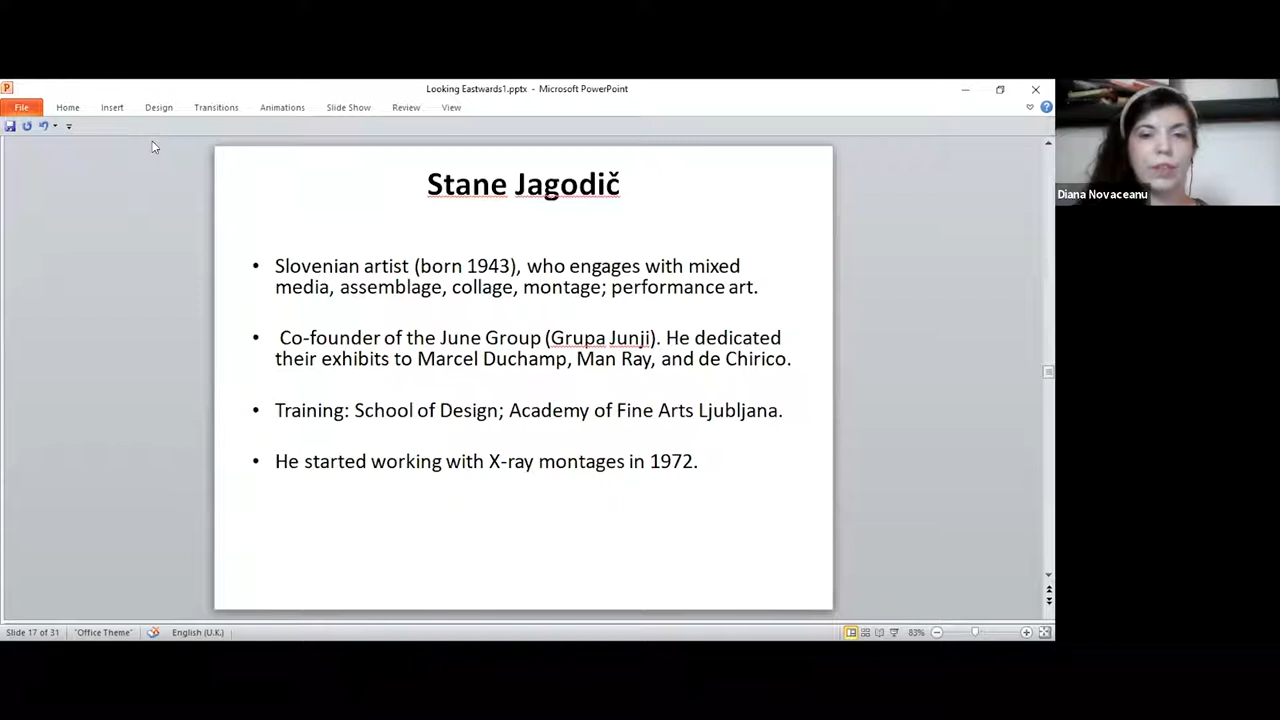 Looking Eastwards1.pptx - Microsoft PowerPoint
File Home Insert Design Transitions Animations Slide Show Review View
Diana Novaceanu
Stane Jagodič
• Slovenian artist (born 1943), who engages with mixed
media, assemblage, collage, montage; performance art.
• Co-founder of the June Group (Grupa Junji). He dedicated
their exhibits to Marcel Duchamp, Man Ray, and de Chirico.
• Training: School of Design; Academy of Fine Arts Ljubljana.
• He started working with X-ray montages in 1972.
Slide 17 of 31 "Office Theme" English (U.K.) 83%